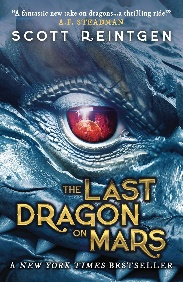 "A fantastic new take on dragons...a thrilling ride!"
A.F. STEADMAN
SCOTT REINTGEN
THE LAST
DRAGON
ON MARS
A NEW YORK TIMES BESTSELLER